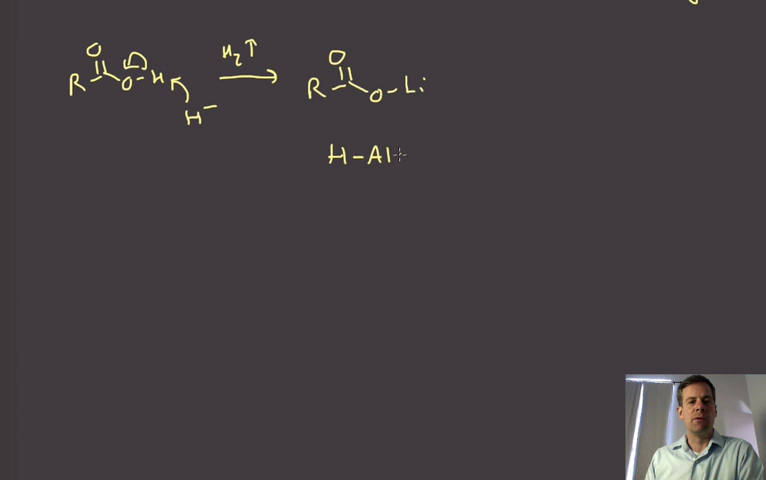 O H₂↑ O
R O-H → R O-Li
H⁻
H-Al